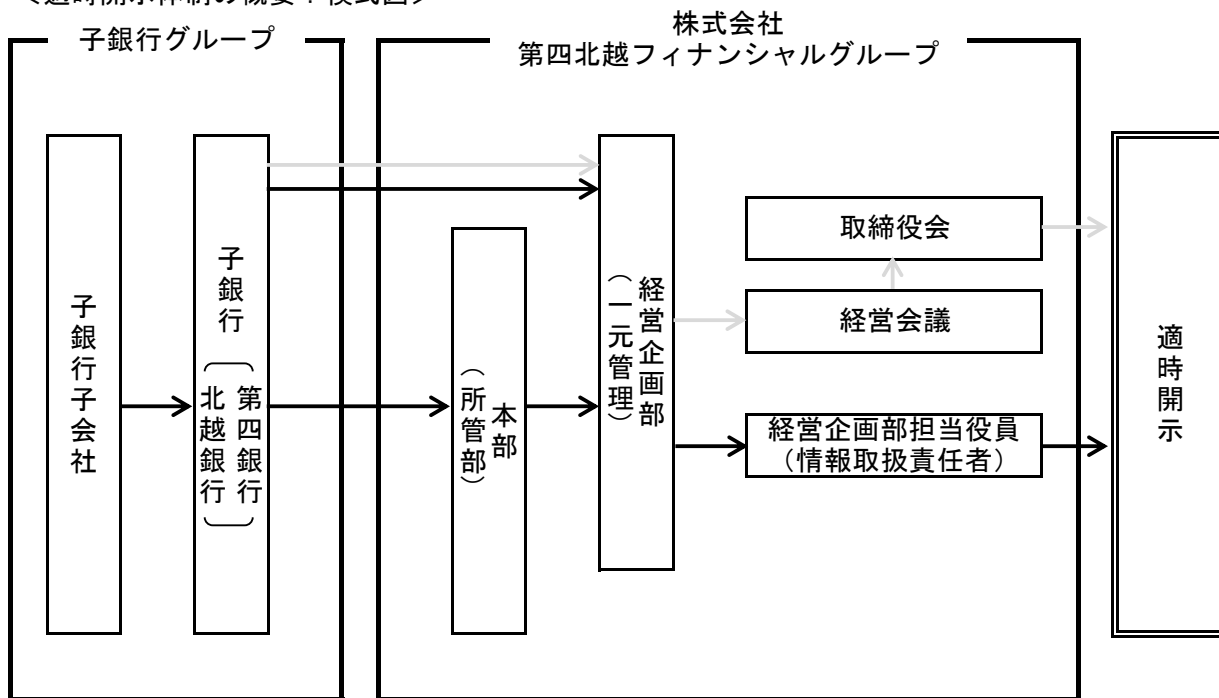 ＜適時開示体制の概要：模式図＞
子銀行グループ
株式会社
第四北越フィナンシャルグループ
子銀行子会社
子銀行
第四銀行
北越銀行
本部
（所管部）
経営企画部
（一元管理）
取締役会
経営会議
経営企画部担当役員
（情報取扱責任者）
適時開示